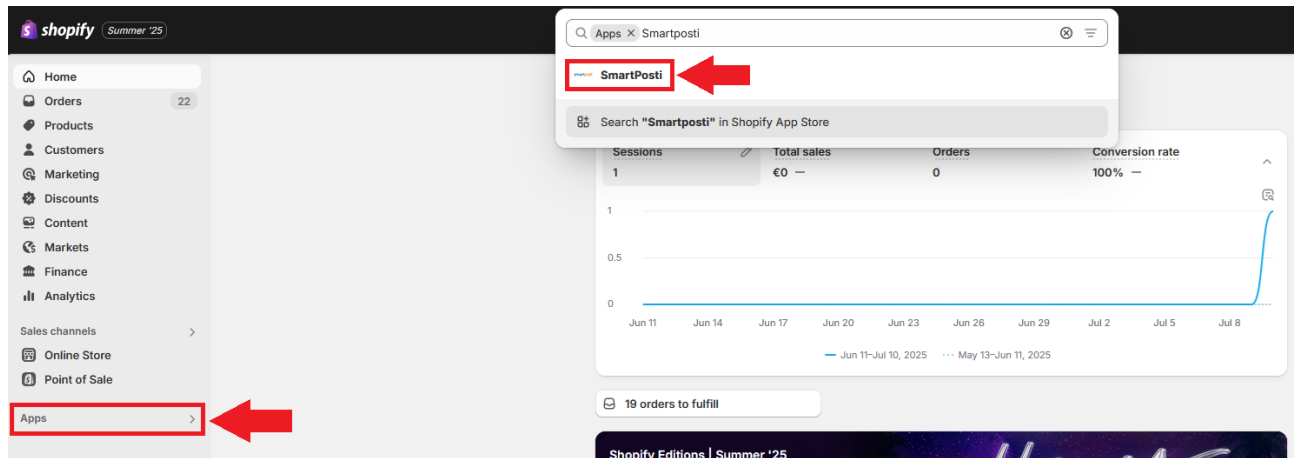 shopify Summer '25
Apps × Smartposti
SmartPosti
Search "Smartposti" in Shopify App Store
Home
Orders 22
Products
Customers
Marketing
Discounts
Content
Markets
Finance
Analytics
Sales channels
Online Store
Point of Sale
Apps
Sessions Total sales Orders Conversion rate
1 €0 — 0 100% —
1
0.5
0
Jun 11 Jun 14 Jun 17 Jun 20 Jun 23 Jun 26 Jun 29 Jul 2 Jul 5 Jul 8
Jun 11–Jul 10, 2025 May 13–Jun 11, 2025
19 orders to fulfill
Shopify Editions | Summer '25